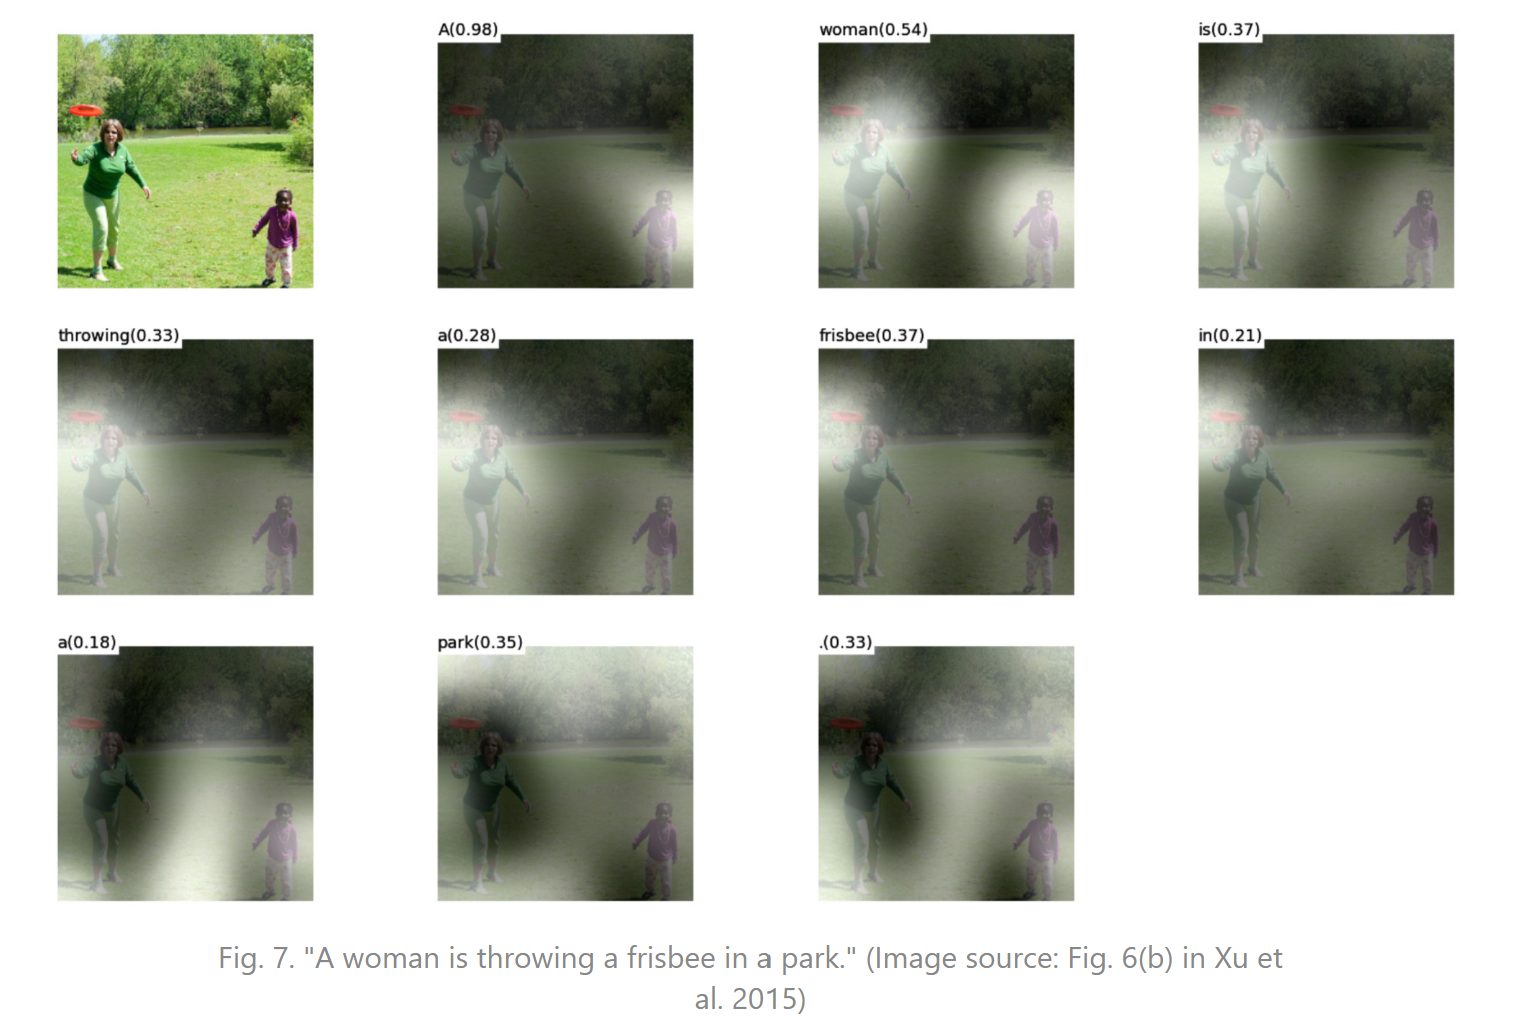 A(0.98)
woman(0.54)
is(0.37)
throwing(0.33)
a(0.28)
frisbee(0.37)
in(0.21)
a(0.18)
park(0.35)
.(0.33)
Fig. 7. "A woman is throwing a frisbee in a park." (Image source: Fig. 6(b) in Xu et
al. 2015)